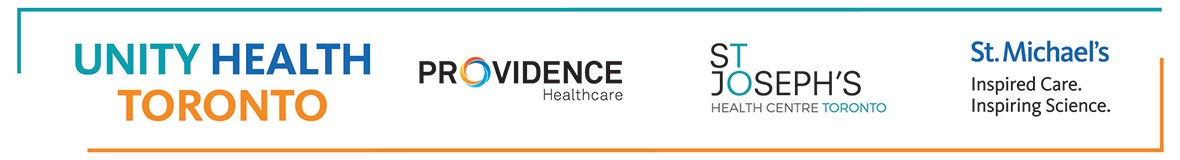 UNITY HEALTH
TORONTO
PROVIDENCE
Healthcare
ST
JOSEPH'S
HEALTH CENTRE TORONTO
St. Michael's
Inspired Care.
Inspiring Science.